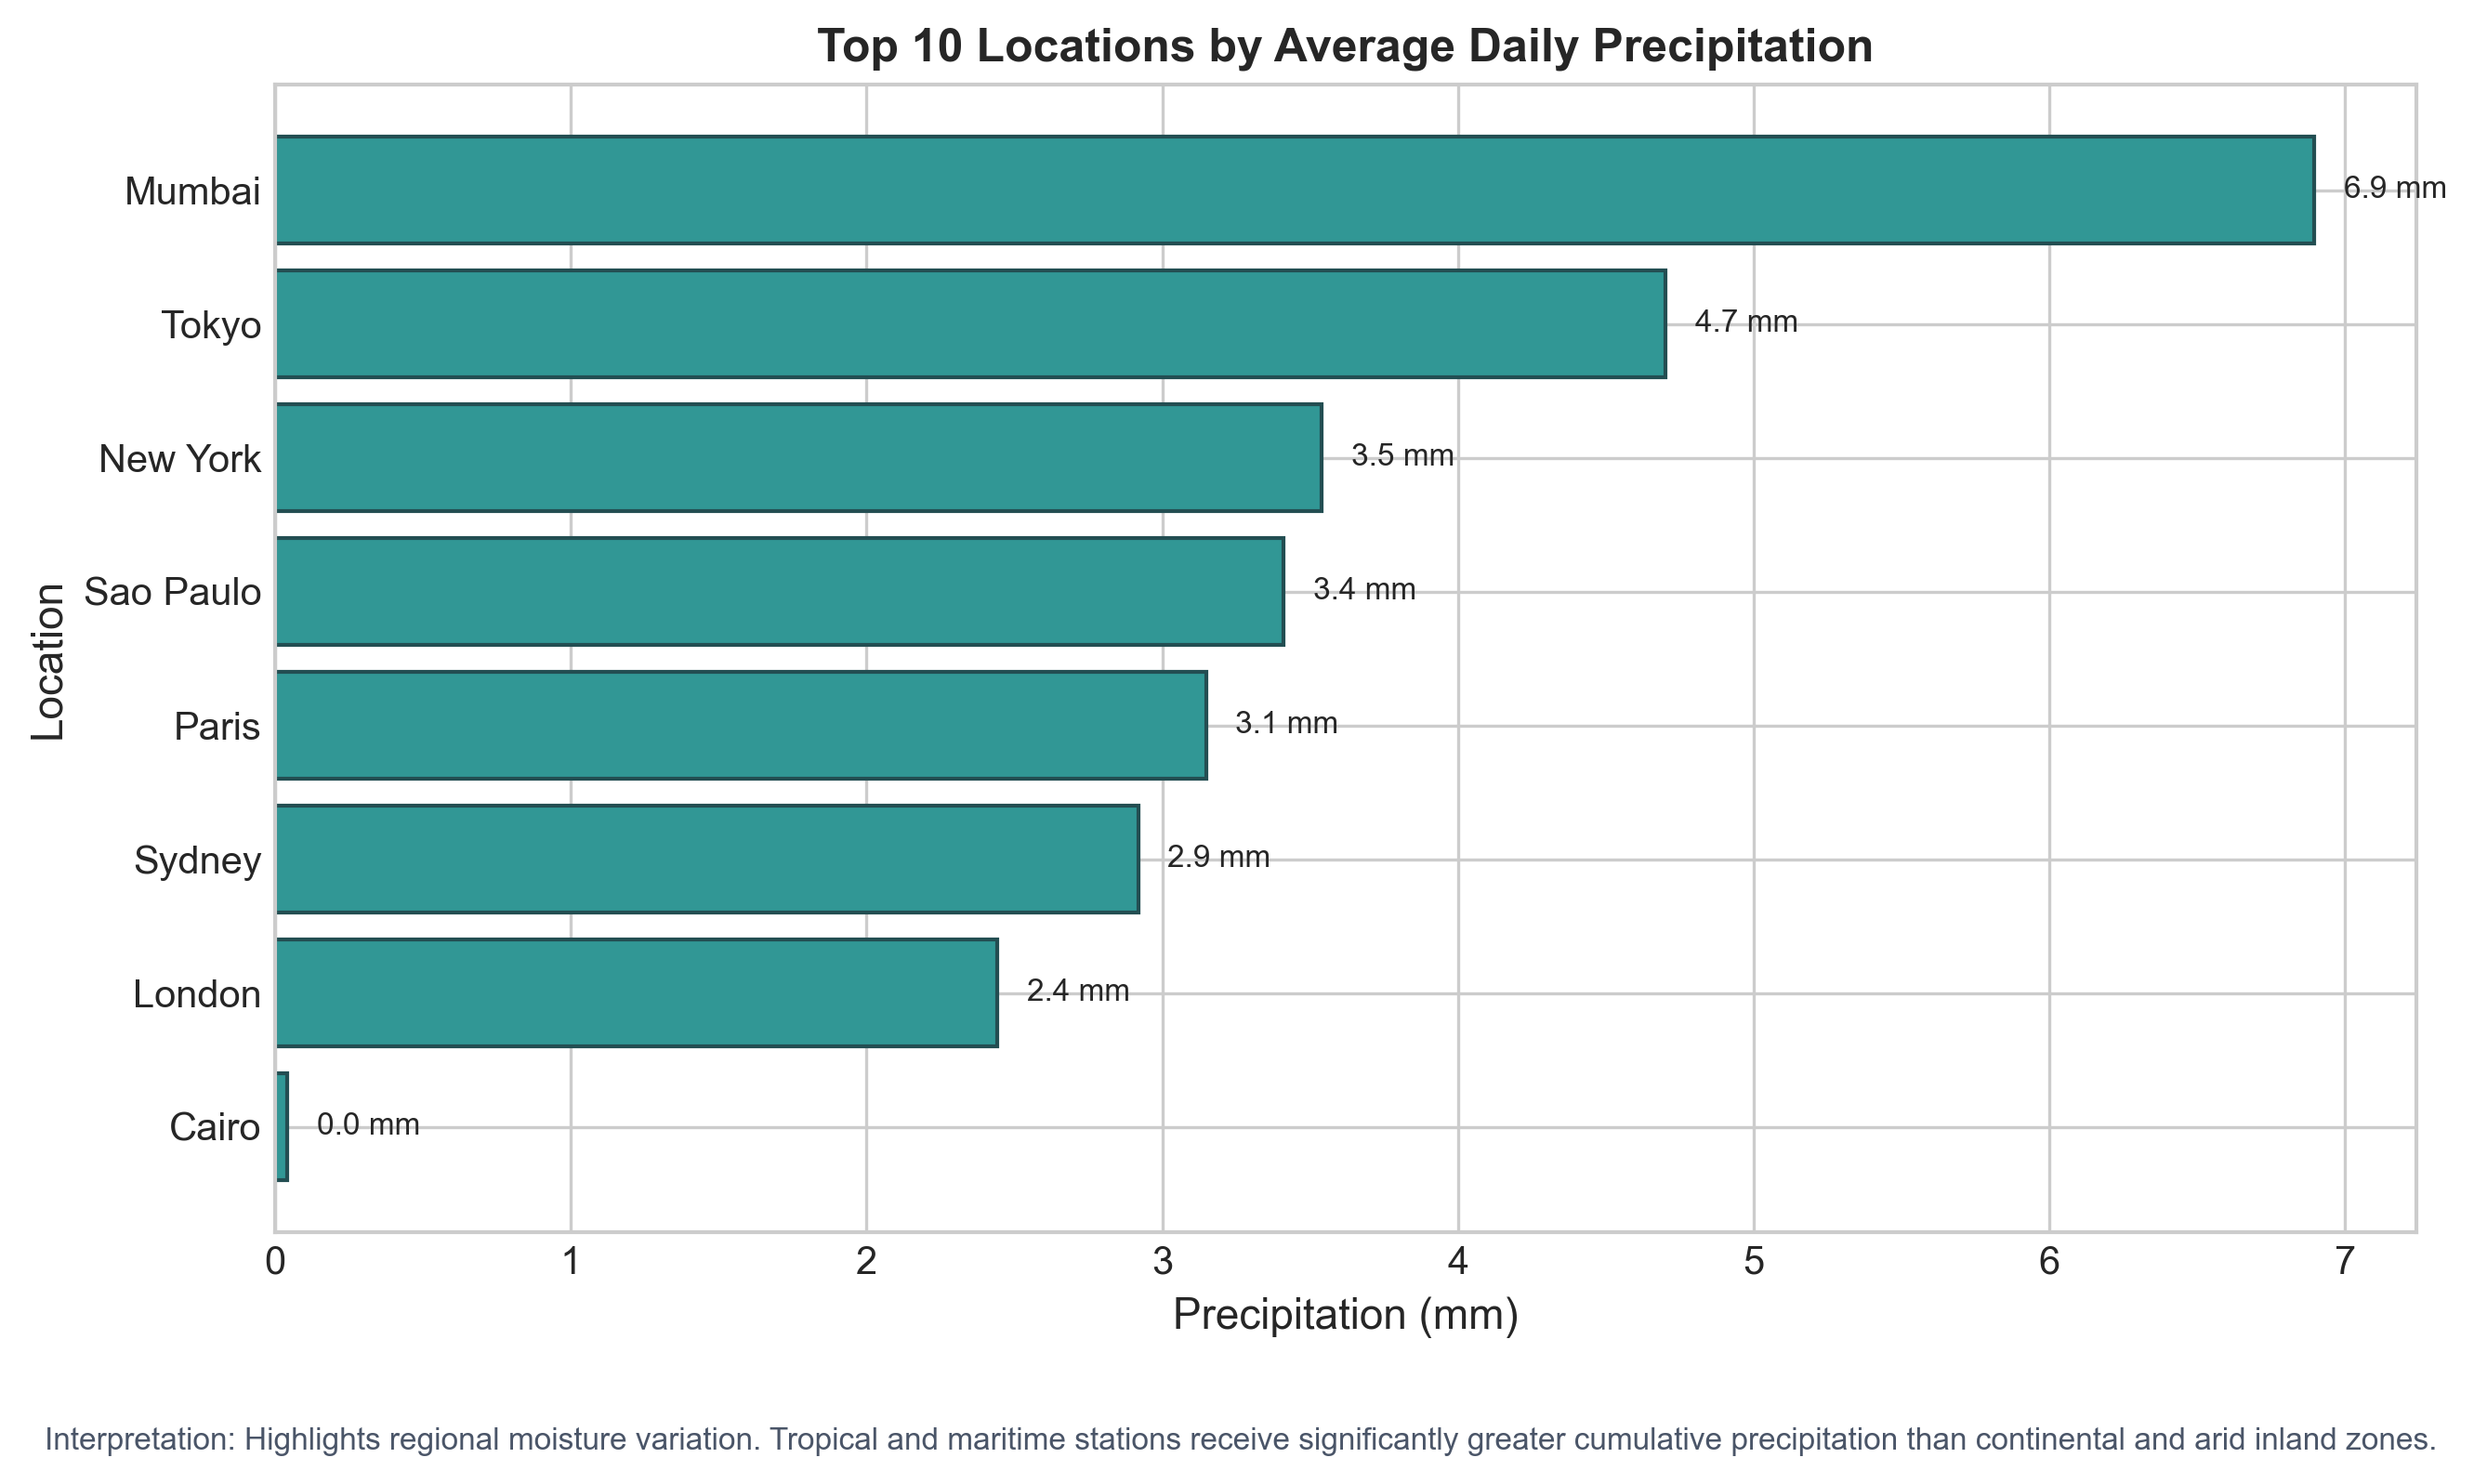 Top 10 Locations by Average Daily Precipitation
Mumbai 6.9 mm
Tokyo 4.7 mm
New York 3.5 mm
Sao Paulo 3.4 mm
Paris 3.1 mm
Sydney 2.9 mm
London 2.4 mm
Cairo 0.0 mm
Location
0 1 2 3 4 5 6 7
Precipitation (mm)
Interpretation: Highlights regional moisture variation. Tropical and maritime stations receive significantly greater cumulative precipitation than continental and arid inland zones.